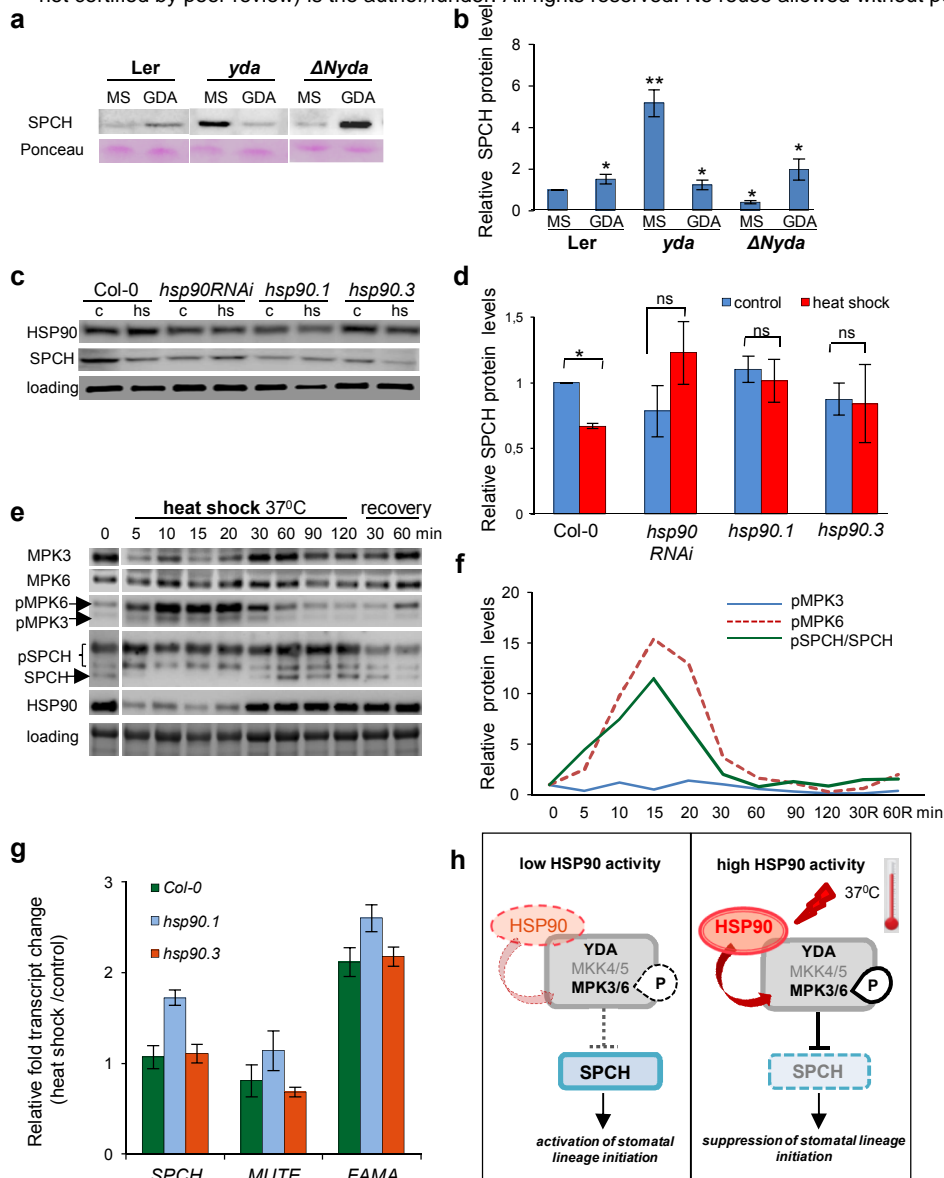 not certified by peer review) is the author/funder. All rights reserved. No reuse allowed without
a
Ler yda ΔNyda
MS GDA MS GDA MS GDA
SPCH
Ponceau
b
Relative SPCH protein levels
8
6
4
2
0
MS GDA MS GDA MS GDA
Ler yda ΔNyda
* ** * * *
c
Col-0 hsp90RNAi hsp90.1 hsp90.3
c hs c hs c hs c hs
HSP90
SPCH
loading
d
Relative SPCH protein levels
control heat shock
1,5
1
0,5
0
* ns ns ns
Col-0 hsp90 RNAi hsp90.1 hsp90.3
e
heat shock 37⁰C recovery
0 5 10 15 20 30 60 90 120 30 60 min
MPK3
MPK6
pMPK6
pMPK3
pSPCH
SPCH
HSP90
loading
f
Relative protein levels
20
15
10
5
0
pMPK3
pMPK6
pSPCH/SPCH
0 5 10 15 20 30 60 90 120 30R 60R min
g
Relative fold transcript change
(heat shock /control)
3
2
1
0
Col-0
hsp90.1
hsp90.3
SPCH MUTE FAMA
h
low HSP90 activity
HSP90
YDA
MKK4/5
MPK3/6
P
SPCH
activation of stomatal
lineage initiation
high HSP90 activity
37⁰C
HSP90
YDA
MKK4/5
MPK3/6
P
SPCH
suppression of stomatal lineage
initiation